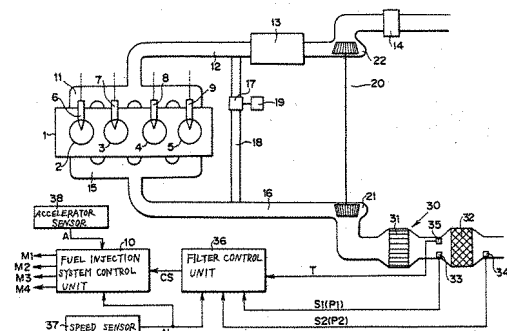 13
14
11
7
8
9
12
22
6
17
20
19
1
2
3
4
5
18
15
16
21
30
38
31
35
32
ACCELERATOR
SENSOR
A
10
36
M1
M2
M3
M4
FUEL INJECTION
SYSTEM CONTROL
UNIT
CS
FILTER CONTROL
UNIT
T
33
34
S1(P1)
S2(P2)
37
SPEED SENSOR